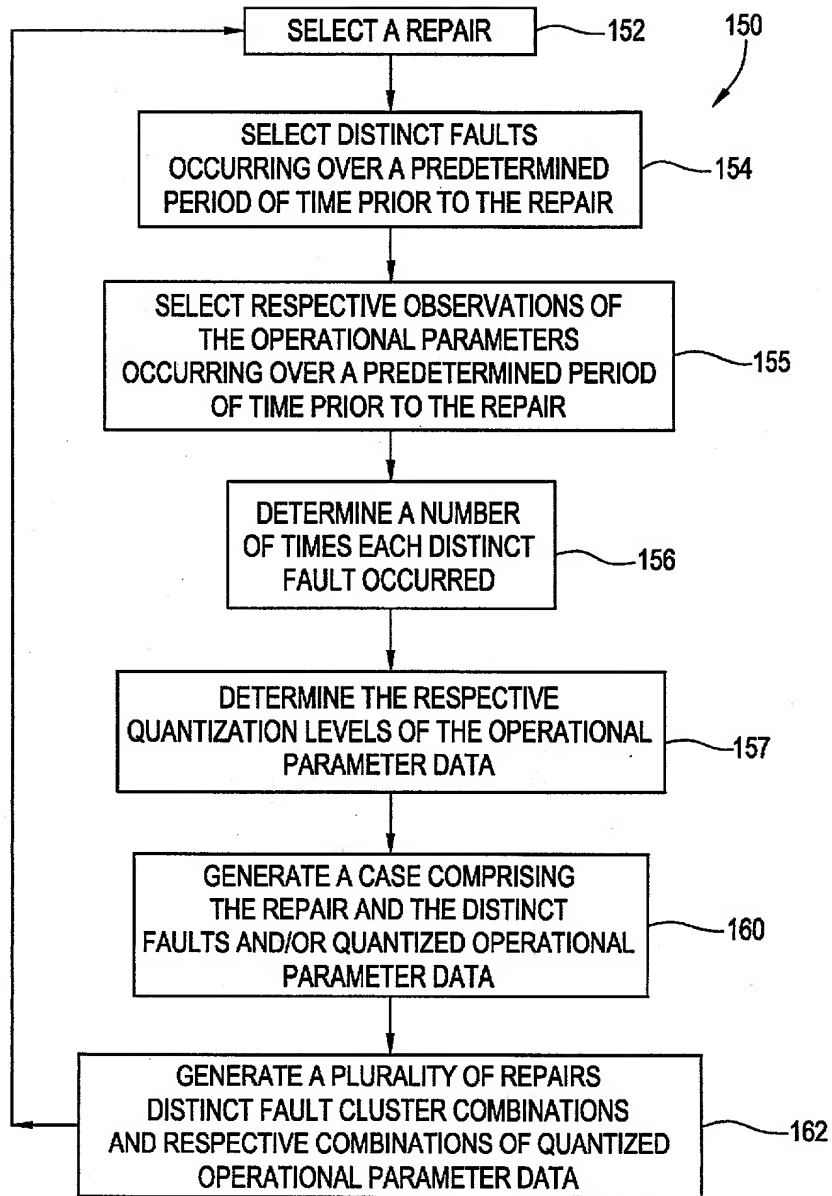 SELECT A REPAIR
152
150
SELECT DISTINCT FAULTS
OCCURRING OVER A PREDETERMINED
PERIOD OF TIME PRIOR TO THE REPAIR
154
SELECT RESPECTIVE OBSERVATIONS OF
THE OPERATIONAL PARAMETERS
OCCURRING OVER A PREDETERMINED PERIOD
OF TIME PRIOR TO THE REPAIR
155
DETERMINE A NUMBER
OF TIMES EACH DISTINCT
FAULT OCCURRED
156
DETERMINE THE RESPECTIVE
QUANTIZATION LEVELS OF THE OPERATIONAL
PARAMETER DATA
157
GENERATE A CASE COMPRISING
THE REPAIR AND THE DISTINCT
FAULTS AND/OR QUANTIZED OPERATIONAL
PARAMETER DATA
160
GENERATE A PLURALITY OF REPAIRS
DISTINCT FAULT CLUSTER COMBINATIONS
AND RESPECTIVE COMBINATIONS OF QUANTIZED
OPERATIONAL PARAMETER DATA
162